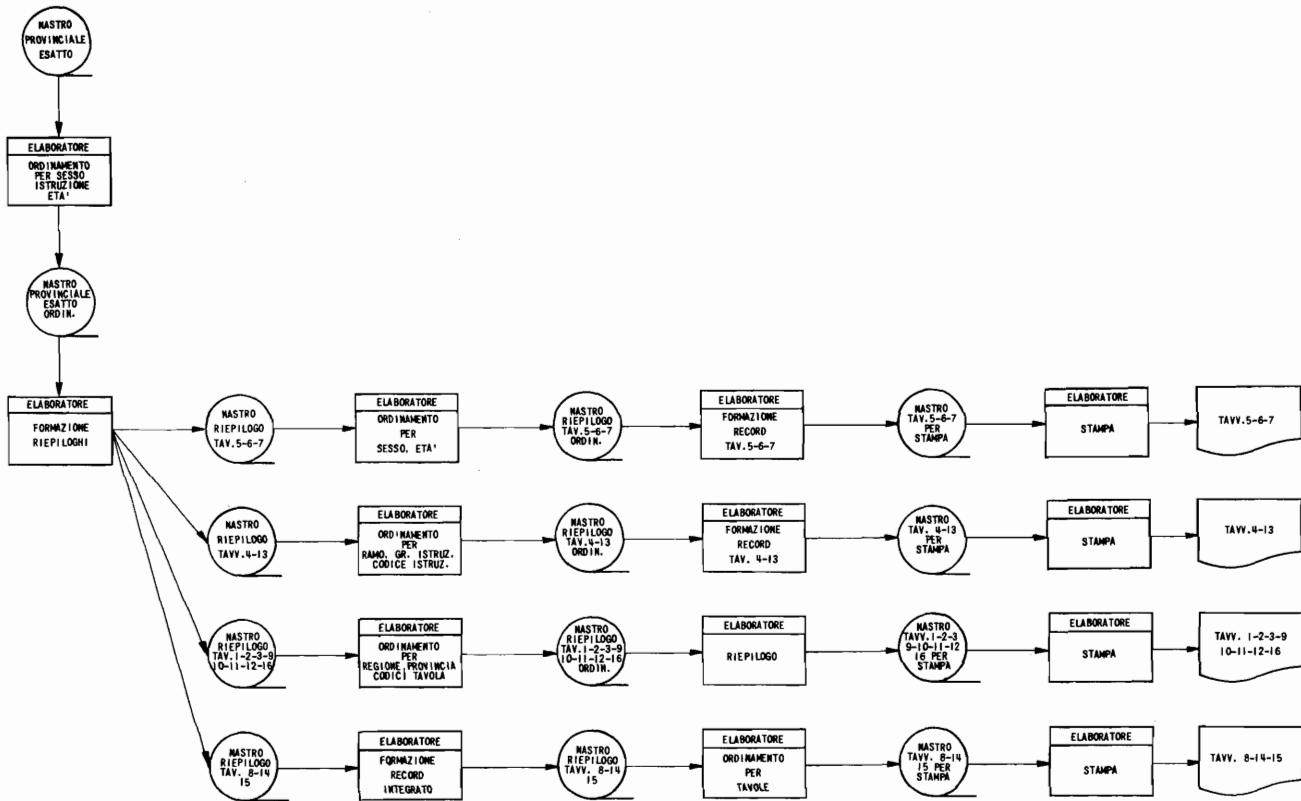 NASTRO
PROVINCIALE
ESATTO
ELABORATORE
ORDINAMENTO
PER SESSO
ISTRUZIONE
ETA'
NASTRO
PROVINCIALE
ESATTO
ORDIN.
ELABORATORE
FORMAZIONE
RIEPILOGHI
NASTRO
RIEPILOGO
TAV.5-6-7
ELABORATORE
ORDINAMENTO
PER
SESSO, ETA'
NASTRO
RIEPILOGO
TAV.5-6-7
ORDIN.
ELABORATORE
FORMAZIONE
RECORD
TAV.5-6-7
NASTRO
TAV.5-6-7
PER
STAMPA
ELABORATORE
STAMPA
TAVV.5-6-7
NASTRO
RIEPILOGO
TAVV.4-13
ELABORATORE
ORDINAMENTO
PER
RAMO, GR. ISTRUZ.
CODICE ISTRUZ.
NASTRO
RIEPILOGO
TAV.4-13
ORDIN.
ELABORATORE
FORMAZIONE
RECORD
TAV. 4-13
NASTRO
TAV. 4-13
PER
STAMPA
ELABORATORE
STAMPA
TAVV.4-13
NASTRO
RIEPILOGO
TAV.1-2-3-9
10-11-12-16
ELABORATORE
ORDINAMENTO
PER
REGIONE, PROVINCIA
CODICI TAVOLA
NASTRO
RIEPILOGO
TAV.1-2-3-9
10-11-12-16
ORDIN.
ELABORATORE
RIEPILOGO
NASTRO
TAVV.1-2-3
9-10-11-12
16 PER
STAMPA
ELABORATORE
STAMPA
TAVV. 1-2-3-9
10-11-12-16
NASTRO
RIEPILOGO
TAV. 8-14
15
ELABORATORE
FORMAZIONE
RECORD
INTEGRATO
NASTRO
RIEPILOGO
TAVV. 8-14
15
ELABORATORE
ORDINAMENTO
PER
TAVOLE
NASTRO
TAVV. 8-14
15 PER
STAMPA
ELABORATORE
STAMPA
TAVV. 8-14-15